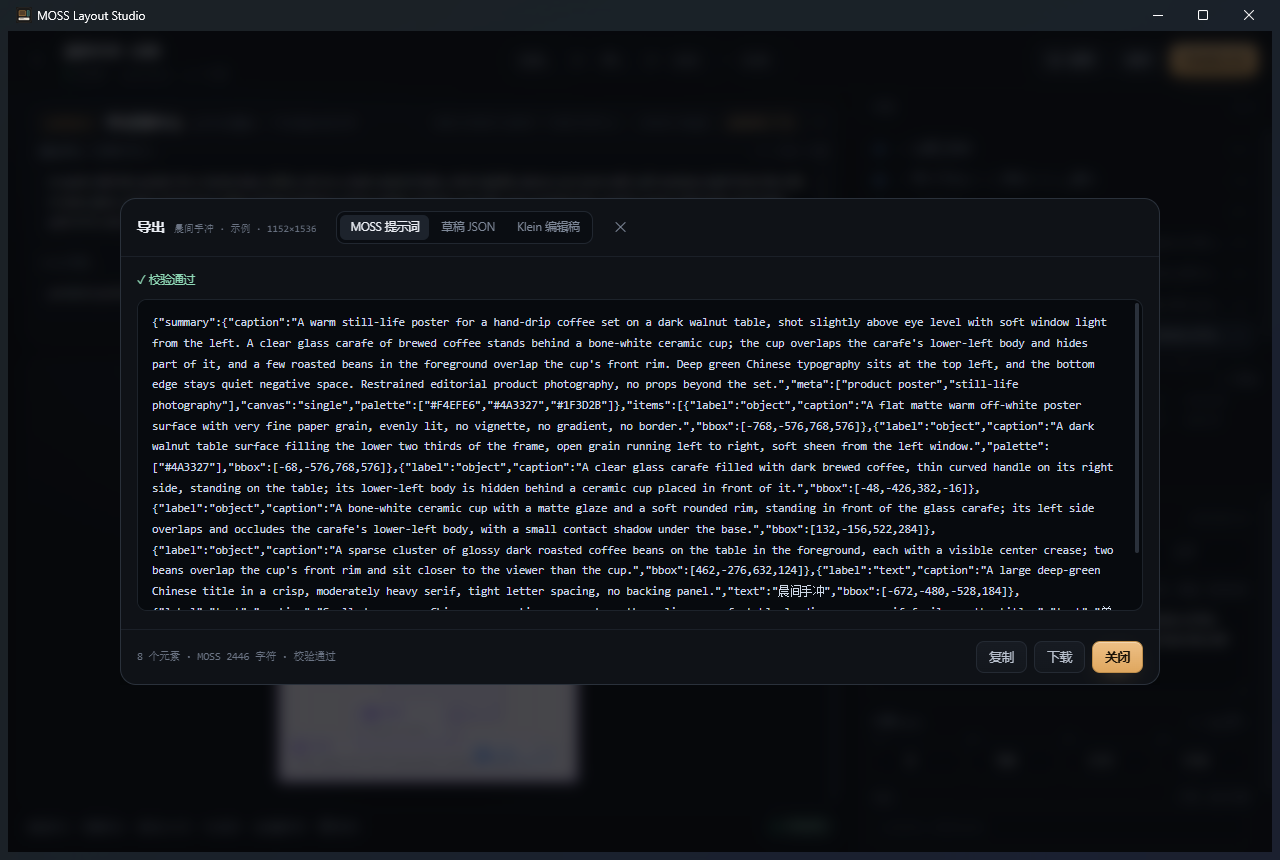 MOSS Layout Studio
导出 晨间手冲 · 示例 · 1152×1536 MOSS 提示词 草稿 JSON Klein 编辑稿
✓ 校验通过
{"summary":{"caption":"A warm still-life poster for a hand-drip coffee set on a dark walnut table, shot slightly above eye level with soft window light
from the left. A clear glass carafe of brewed coffee stands behind a bone-white ceramic cup; the cup overlaps the carafe's lower-left body and hides
part of it, and a few roasted beans in the foreground overlap the cup's front rim. Deep green Chinese typography sits at the top left, and the bottom
edge stays quiet negative space. Restrained editorial product photography, no props beyond the set.","meta":["product poster","still-life
photography"],"canvas":"single","palette":["#F4EFE6","#4A3327","#1F3D2B"]},"items":[{"label":"object","caption":"A flat matte warm off-white poster
surface with very fine paper grain, evenly lit, no vignette, no gradient, no border.","bbox":[-768,-576,768,576]},{"label":"object","caption":"A dark
walnut table surface filling the lower two thirds of the frame, open grain running left to right, soft sheen from the left window.","palette":
["#4A3327"],"bbox":[-68,-576,768,576]},{"label":"object","caption":"A clear glass carafe filled with dark brewed coffee, thin curved handle on its right
side, standing on the table; its lower-left body is hidden behind a ceramic cup placed in front of it.","bbox":[-48,-426,382,-16]},
{"label":"object","caption":"A bone-white ceramic cup with a matte glaze and a soft rounded rim, standing in front of the glass carafe; its left side
overlaps and occludes the carafe's lower-left body, with a small contact shadow under the base.","bbox":[132,-156,522,284]},
{"label":"object","caption":"A sparse cluster of glossy dark roasted coffee beans on the table in the foreground, each with a visible center crease; two
beans overlap the cup's front rim and sit closer to the viewer than the cup.","bbox":[462,-276,632,124]},{"label":"text","caption":"A large deep-green
Chinese title in a crisp, moderately heavy serif, tight letter spacing, no backing panel.","text":"晨间手冲","bbox":[-672,-480,-528,184]},
8 个元素 · MOSS 2446 字符 · 校验通过
复制 下载 关闭